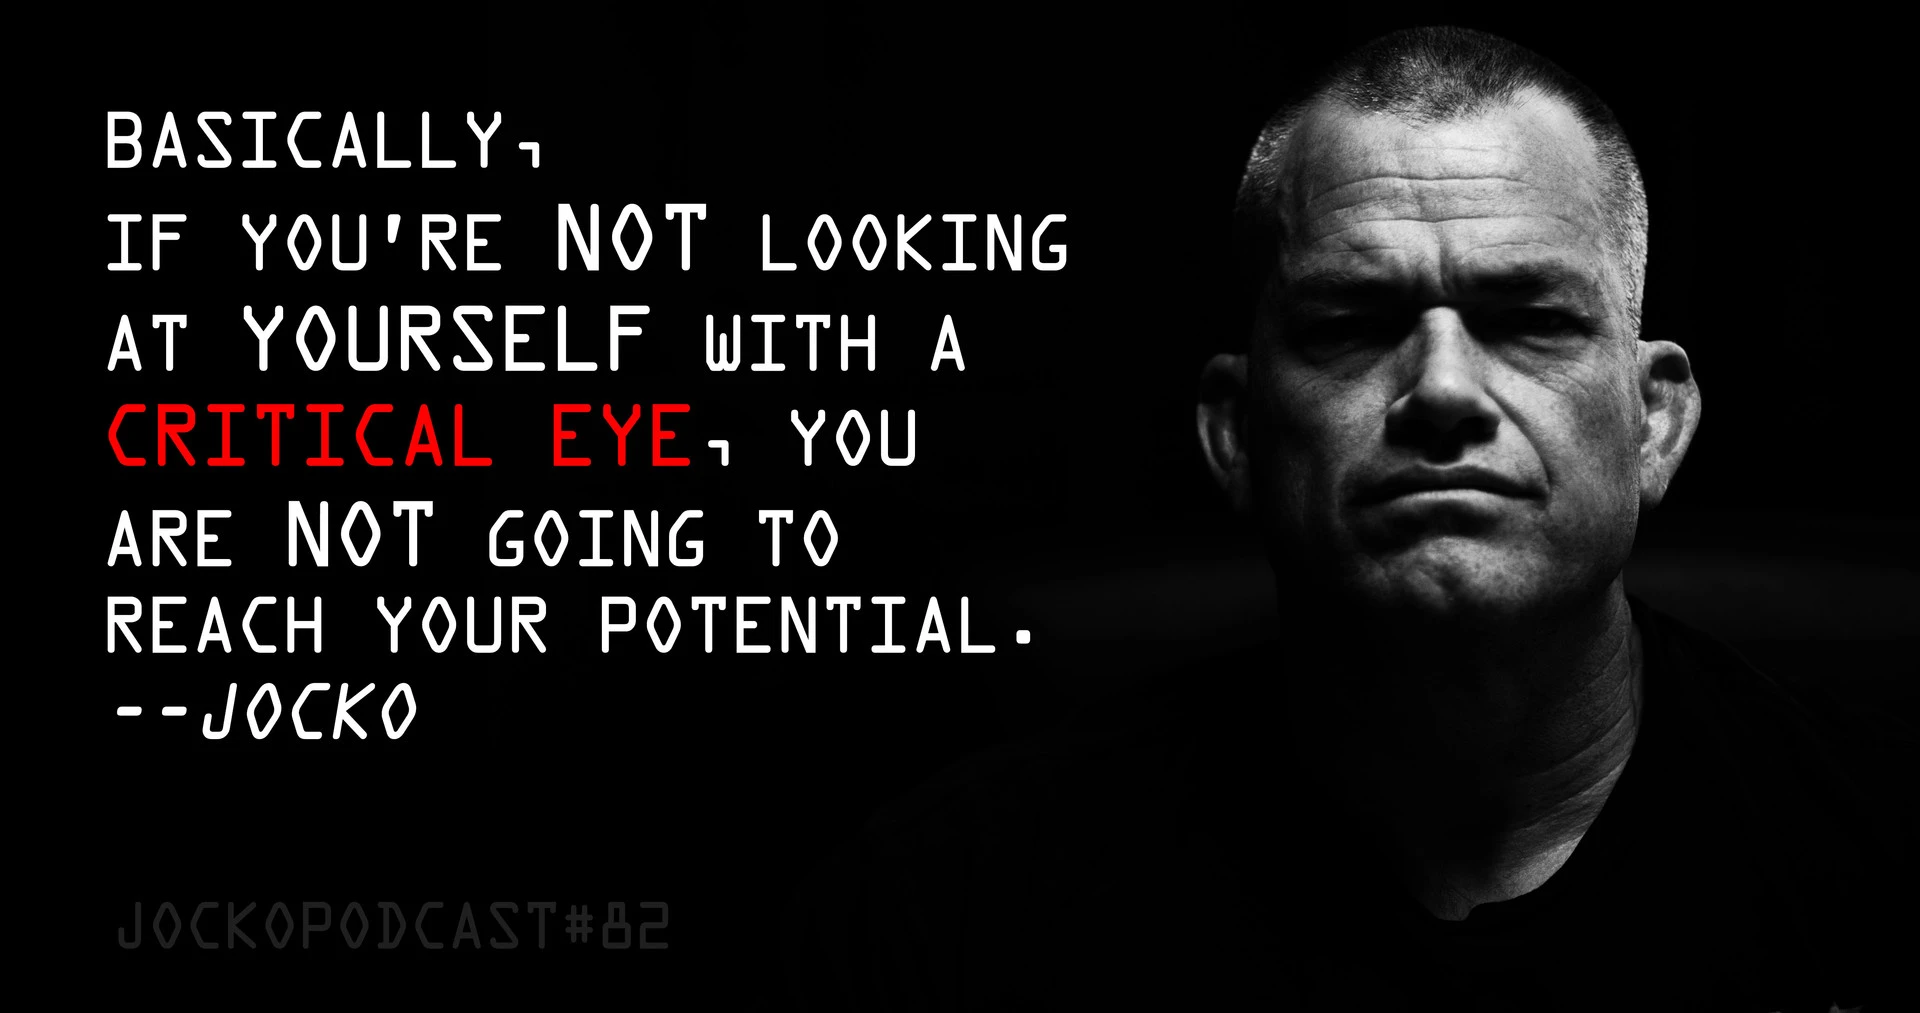 BASICALLY,
IF YOU'RE NOT LOOKING
AT YOURSELF WITH A
CRITICAL EYE, YOU
ARE NOT GOING TO
REACH YOUR POTENTIAL.
--JOCKO
JOCKOPODCAST#82